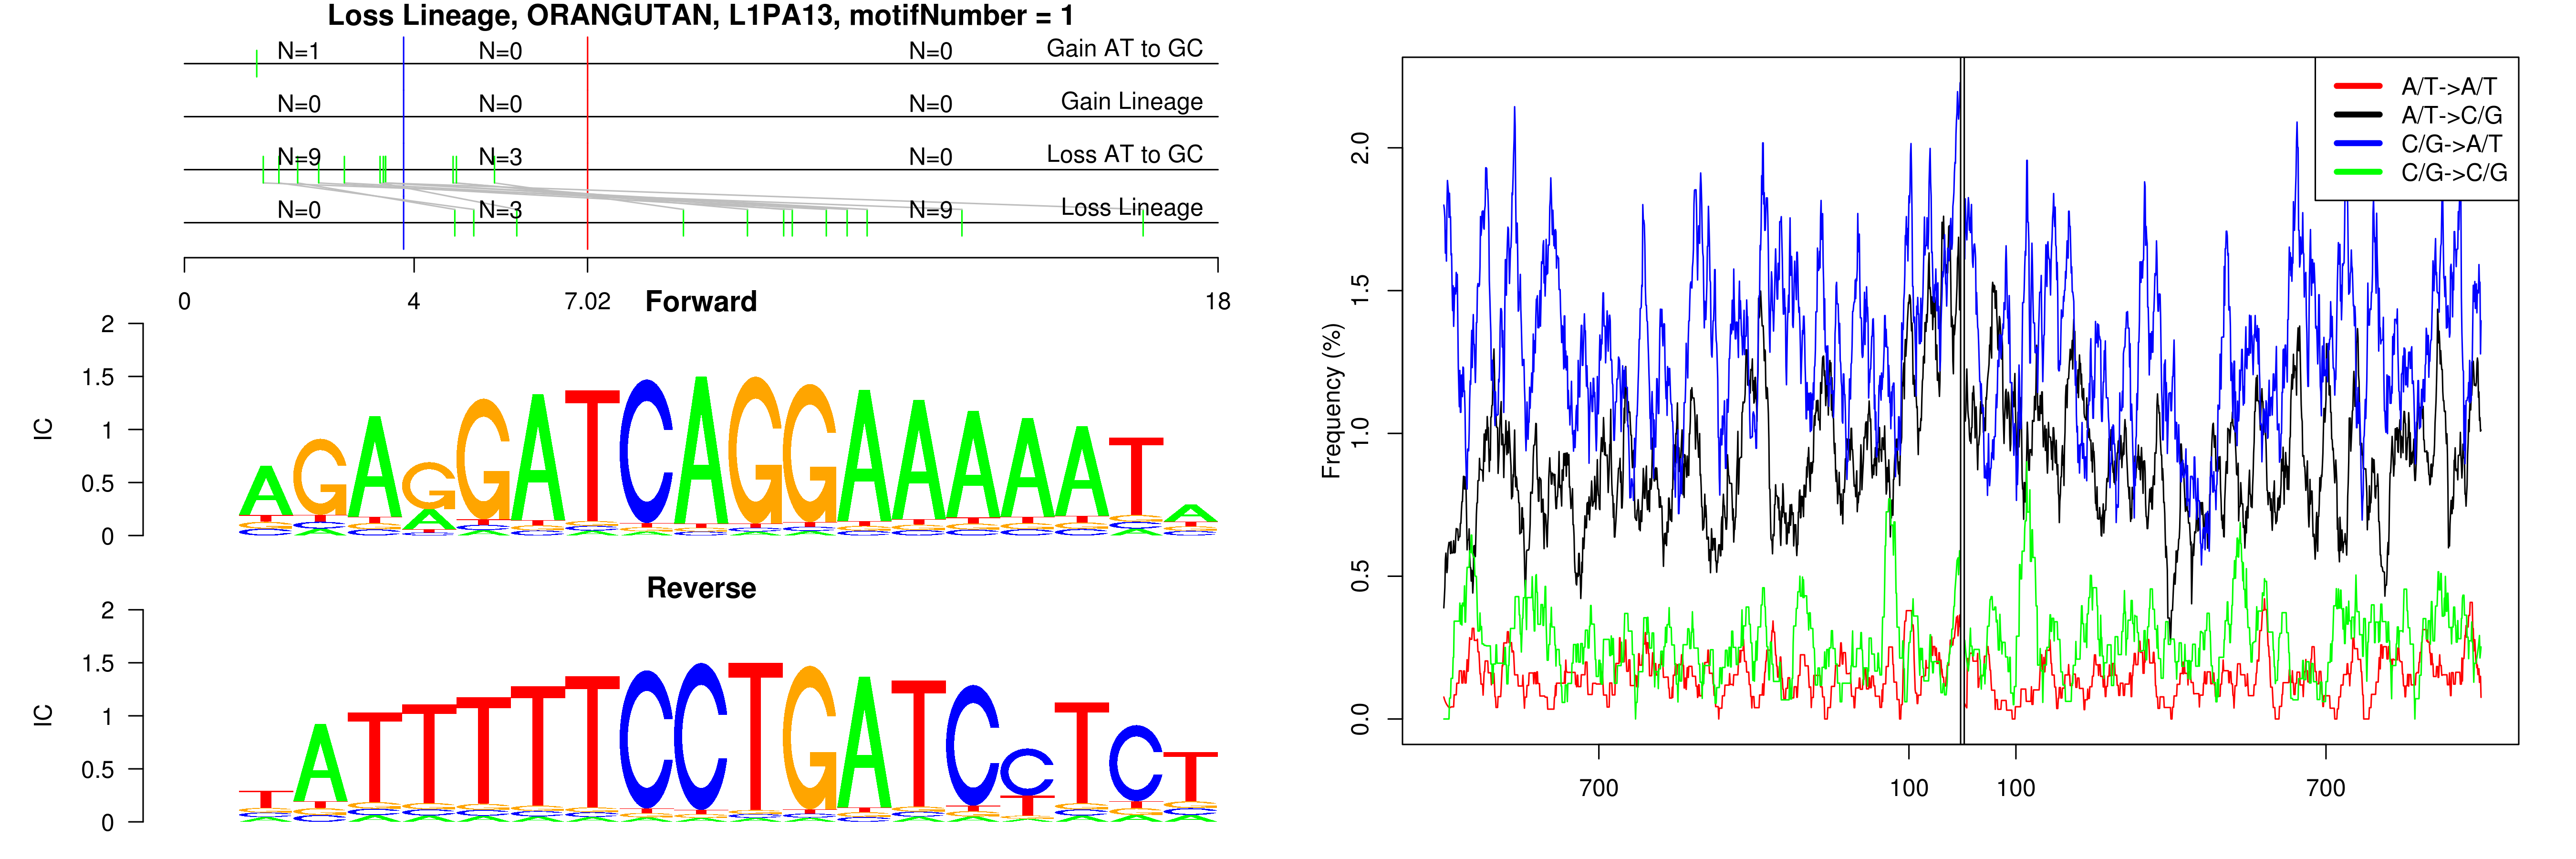 Loss Lineage, ORANGUTAN, L1PA13, motifNumber = 1
N=1 N=0 N=0 Gain AT to GC
N=0 N=0 N=0 Gain Lineage
N=9 N=3 N=0 Loss AT to GC
N=0 N=3 N=9 Loss Lineage
0 4 7.02 18
Forward
IC
2
1.5
1
0.5
0
AGAGGATCAGGAAAAATA
Reverse
IC
2
1.5
1
0.5
0
TATTTTTCCTGATCCTCT
A/T->A/T
A/T->C/G
C/G->A/T
C/G->C/G
Frequency (%)
2.0
1.5
1.0
0.5
0.0
700 100 100 700